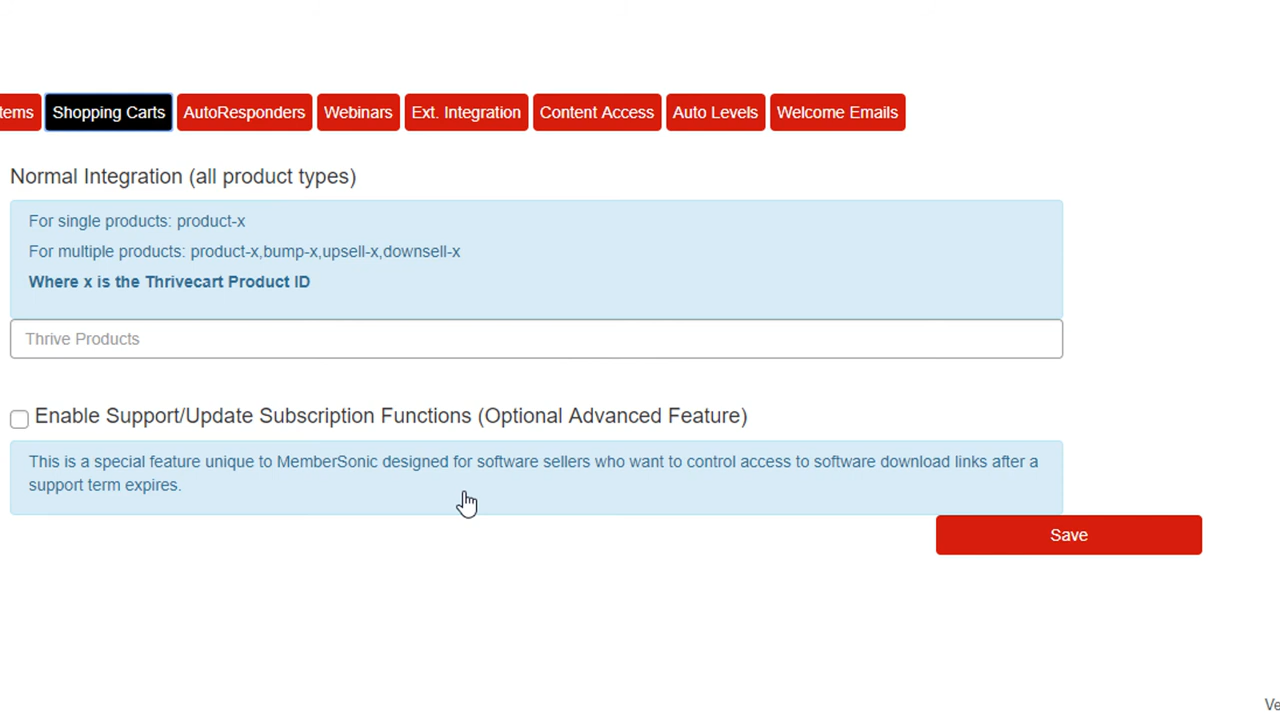 tems Shopping Carts AutoResponders Webinars Ext. Integration Content Access Auto Levels Welcome Emails
Normal Integration (all product types)
For single products: product-x
For multiple products: product-x,bump-x,upsell-x,downsell-x
Where x is the Thrivecart Product ID
Thrive Products
Enable Support/Update Subscription Functions (Optional Advanced Feature)
This is a special feature unique to MemberSonic designed for software sellers who want to control access to software download links after a
support term expires.
Save
Ve